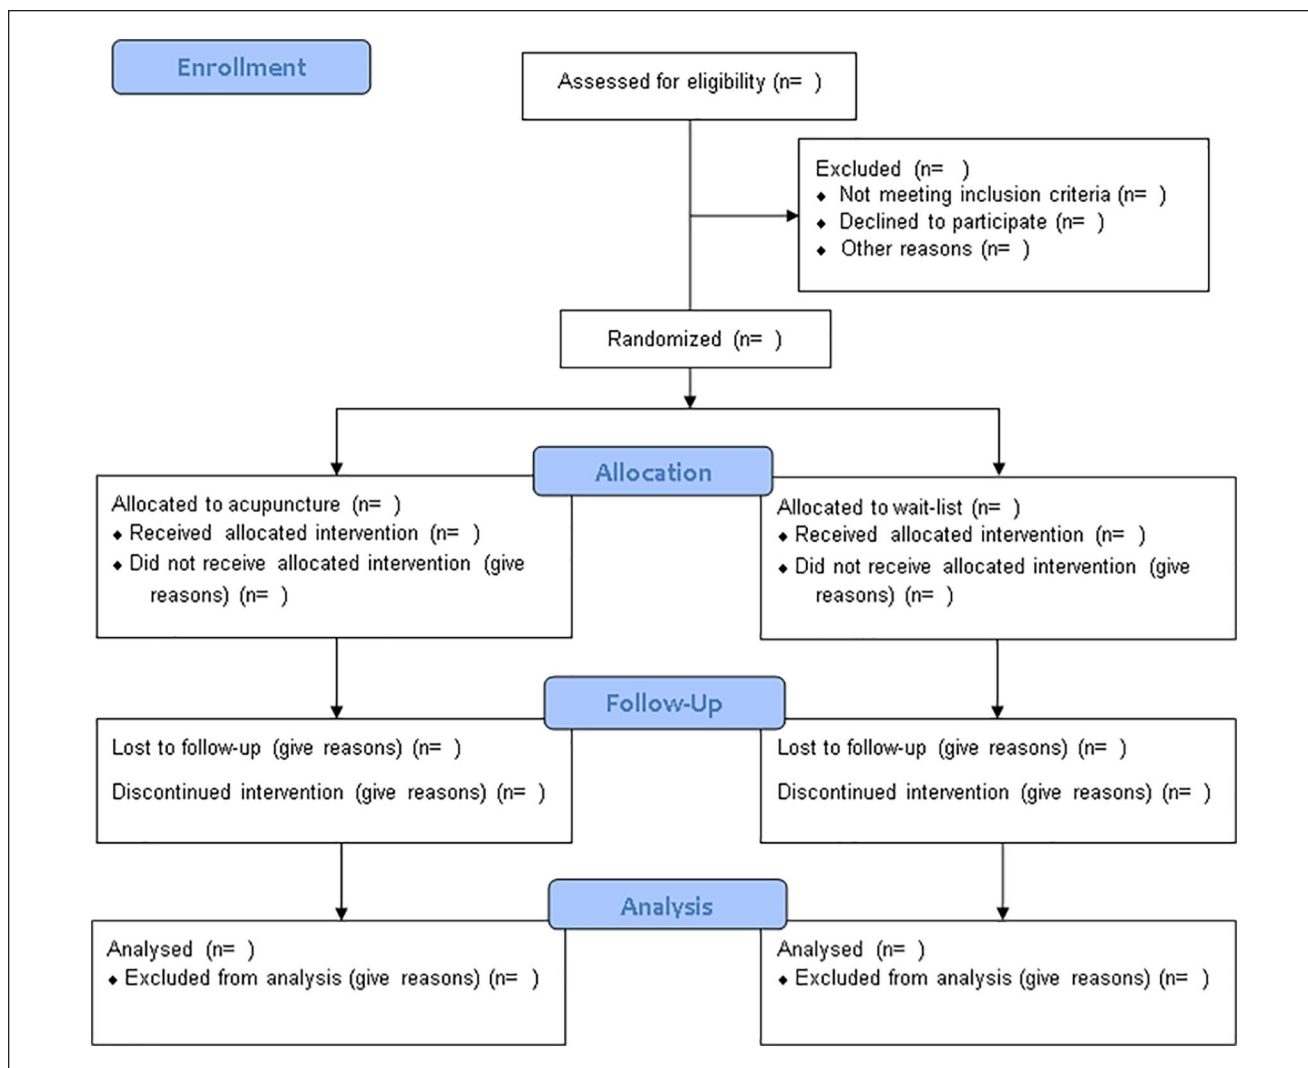 Enrollment
Assessed for eligibility (n= )
Excluded (n= )
◆ Not meeting inclusion criteria (n= )
◆ Declined to participate (n= )
◆ Other reasons (n= )
Randomized (n= )
Allocation
Allocated to acupuncture (n= )
◆ Received allocated intervention (n= )
◆ Did not receive allocated intervention (give
reasons) (n= )
Allocated to wait-list (n= )
◆ Received allocated intervention (n= )
◆ Did not receive allocated intervention (give
reasons) (n= )
Follow-Up
Lost to follow-up (give reasons) (n= )
Discontinued intervention (give reasons) (n= )
Lost to follow-up (give reasons) (n= )
Discontinued intervention (give reasons) (n= )
Analysis
Analysed (n= )
◆ Excluded from analysis (give reasons) (n= )
Analysed (n= )
◆ Excluded from analysis (give reasons) (n= )